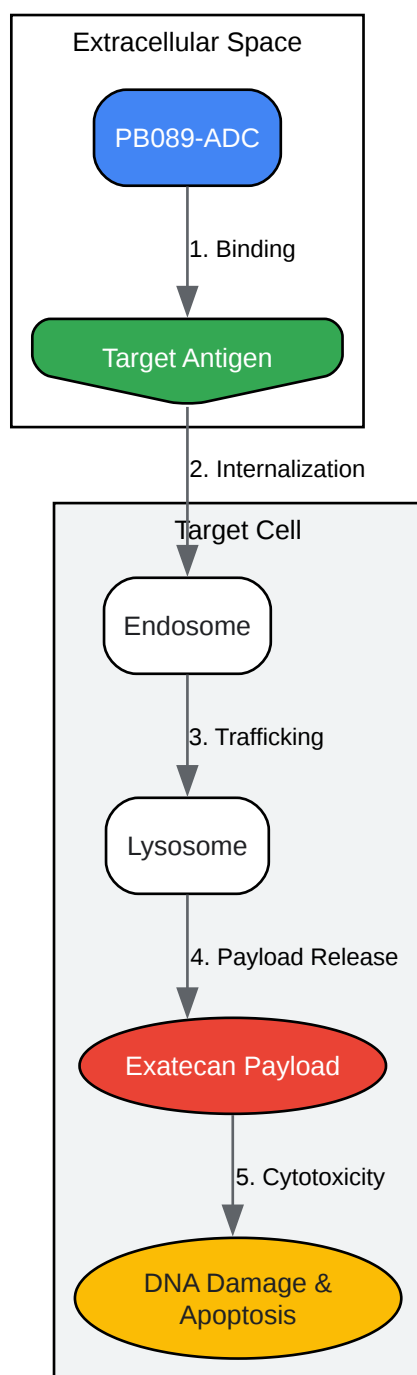 Extracellular Space
PB089-ADC
1. Binding
Target Antigen
2. Internalization
Target Cell
Endosome
3. Trafficking
Lysosome
4. Payload Release
Exatecan Payload
5. Cytotoxicity
DNA Damage &
Apoptosis